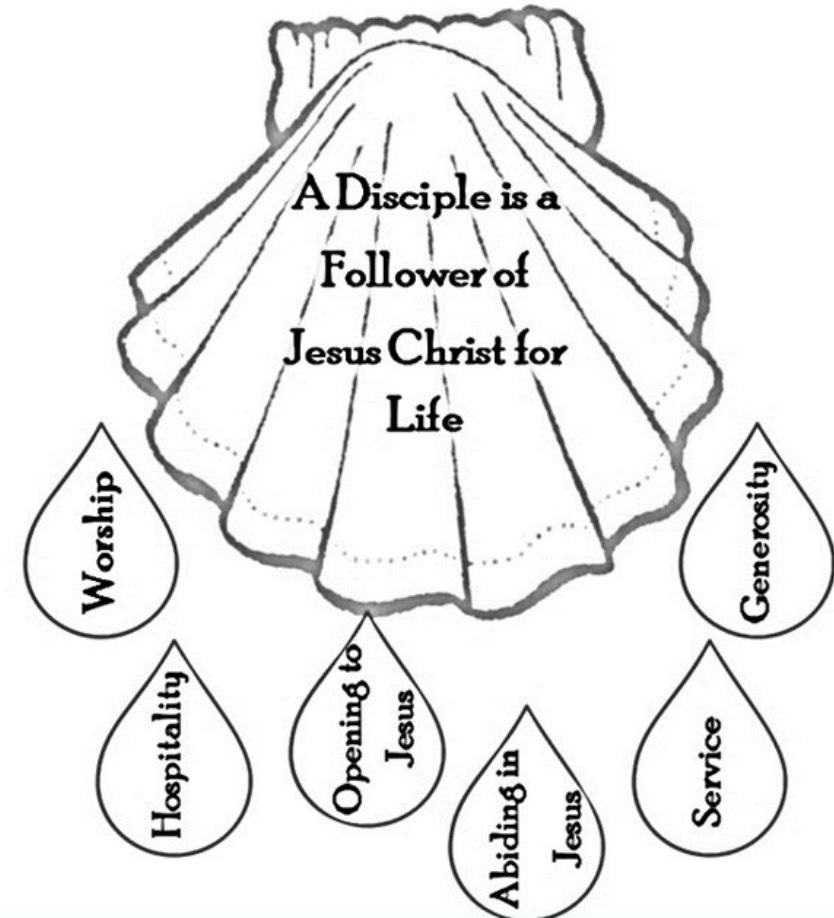 A Disciple is a
Follower of
Jesus Christ for
Life
Worship
Hospitality
Opening to
Jesus
Abiding in
Jesus
Service
Generosity